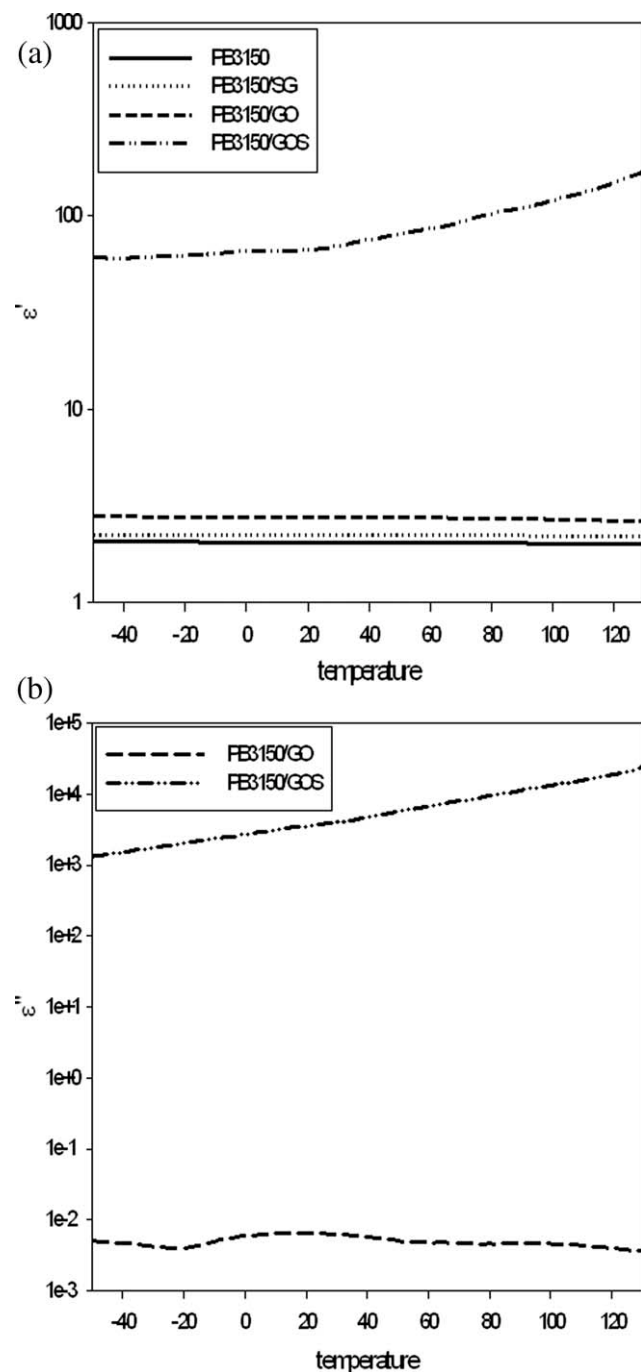 (a)
1000
100
10
1
ε'
PB3150
PB3150/SG
PB3150/GO
PB3150/GOS
-40 -20 0 20 40 60 80 100 120
temperature
(b)
1e+5
1e+4
1e+3
1e+2
1e+1
1e+0
1e-1
1e-2
1e-3
ε"
PB3150/GO
PB3150/GOS
-40 -20 0 20 40 60 80 100 120
temperature